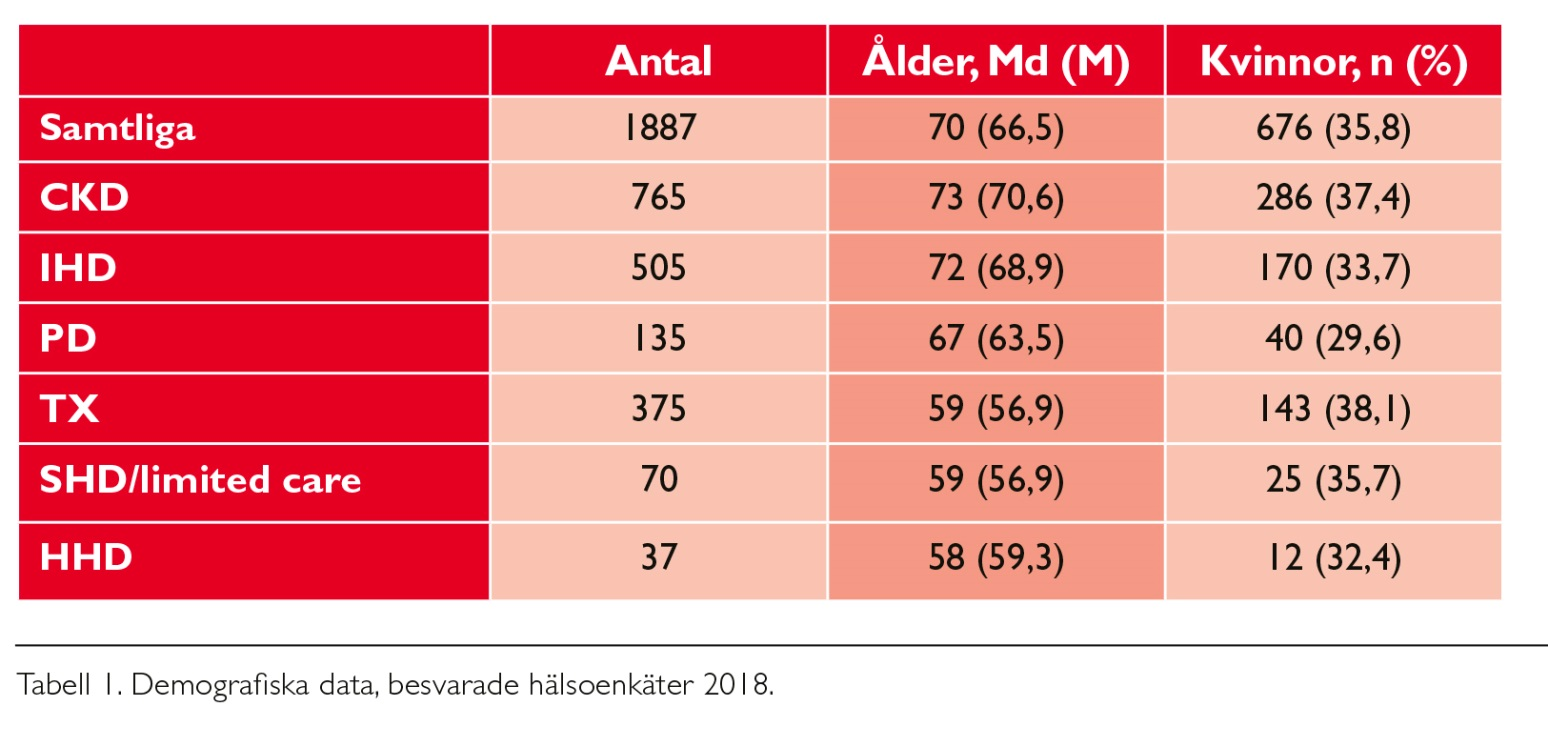 Antal Ålder, Md (M) Kvinnor, n (%)
Samtliga 1887 70 (66,5) 676 (35,8)
CKD 765 73 (70,6) 286 (37,4)
IHD 505 72 (68,9) 170 (33,7)
PD 135 67 (63,5) 40 (29,6)
TX 375 59 (56,9) 143 (38,1)
SHD/limited care 70 59 (56,9) 25 (35,7)
HHD 37 58 (59,3) 12 (32,4)
Tabell 1. Demografiska data, besvarade hälsoenkäter 2018.